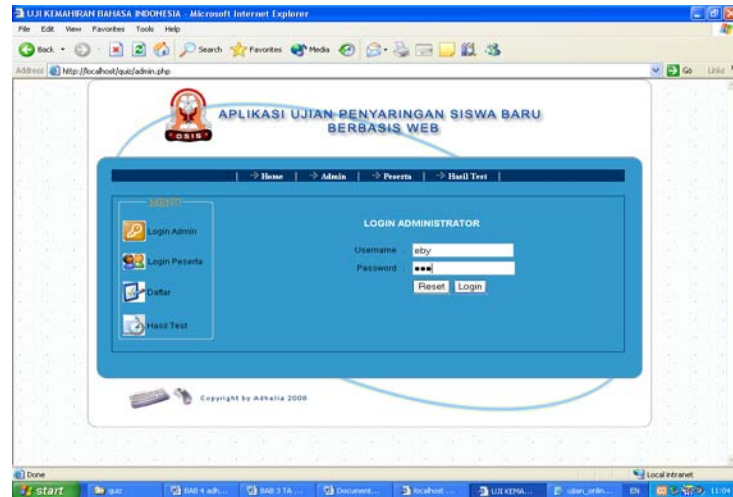 UJI KEMAHIRAN BAHASA INDONESIA - Microsoft Internet Explorer
File Edit View Favorites Tools Help
Back Search Favorites Media
Address http://localhost/quiz/admin.php Go Links
OSIS
APLIKASI UJIAN PENYARINGAN SISWA BARU
BERBASIS WEB
| Home | Admin | Peserta | Hasil Test |
MENU
Login Admin
Login Peserta
Daftar
Hasil Test
LOGIN ADMINISTRATOR
Username : eby
Password : •••
Reset Login
Copyright by Adhalia 2008
Done Local intranet
start quiz BAB 4 adh... BAB 3 TA ... Document... localhost ... UJI KEMA... ujian_onlin... EN 11:04